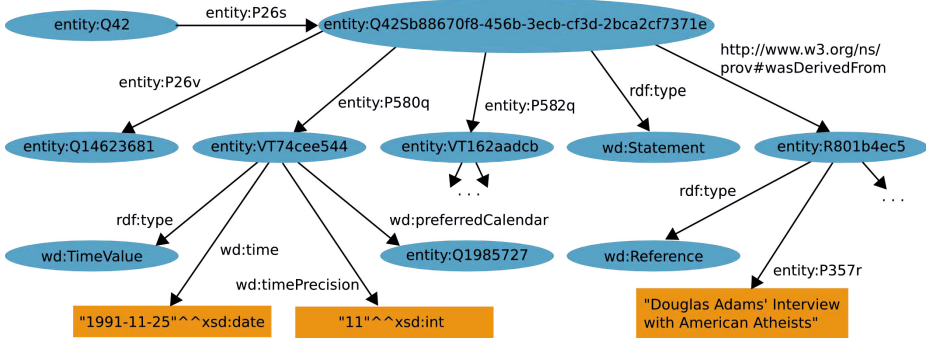 entity:P26s
entity:Q42
entity:Q42Sb88670f8-456b-3ecb-cf3d-2bca2cf7371e
http://www.w3.org/ns/
prov#wasDerivedFrom
entity:P26v
rdf:type
entity:P580q
entity:P582q
entity:Q14623681
entity:VT74cee544
entity:VT162aadcb
wd:Statement
entity:R801b4ec5
. . .
. . .
rdf:type
wd:preferredCalendar
rdf:type
wd:time
wd:TimeValue
entity:Q1985727
wd:Reference
wd:timePrecision
entity:P357r
"1991-11-25"^^xsd:date
"11"^^xsd:int
"Douglas Adams' Interview
with American Atheists"